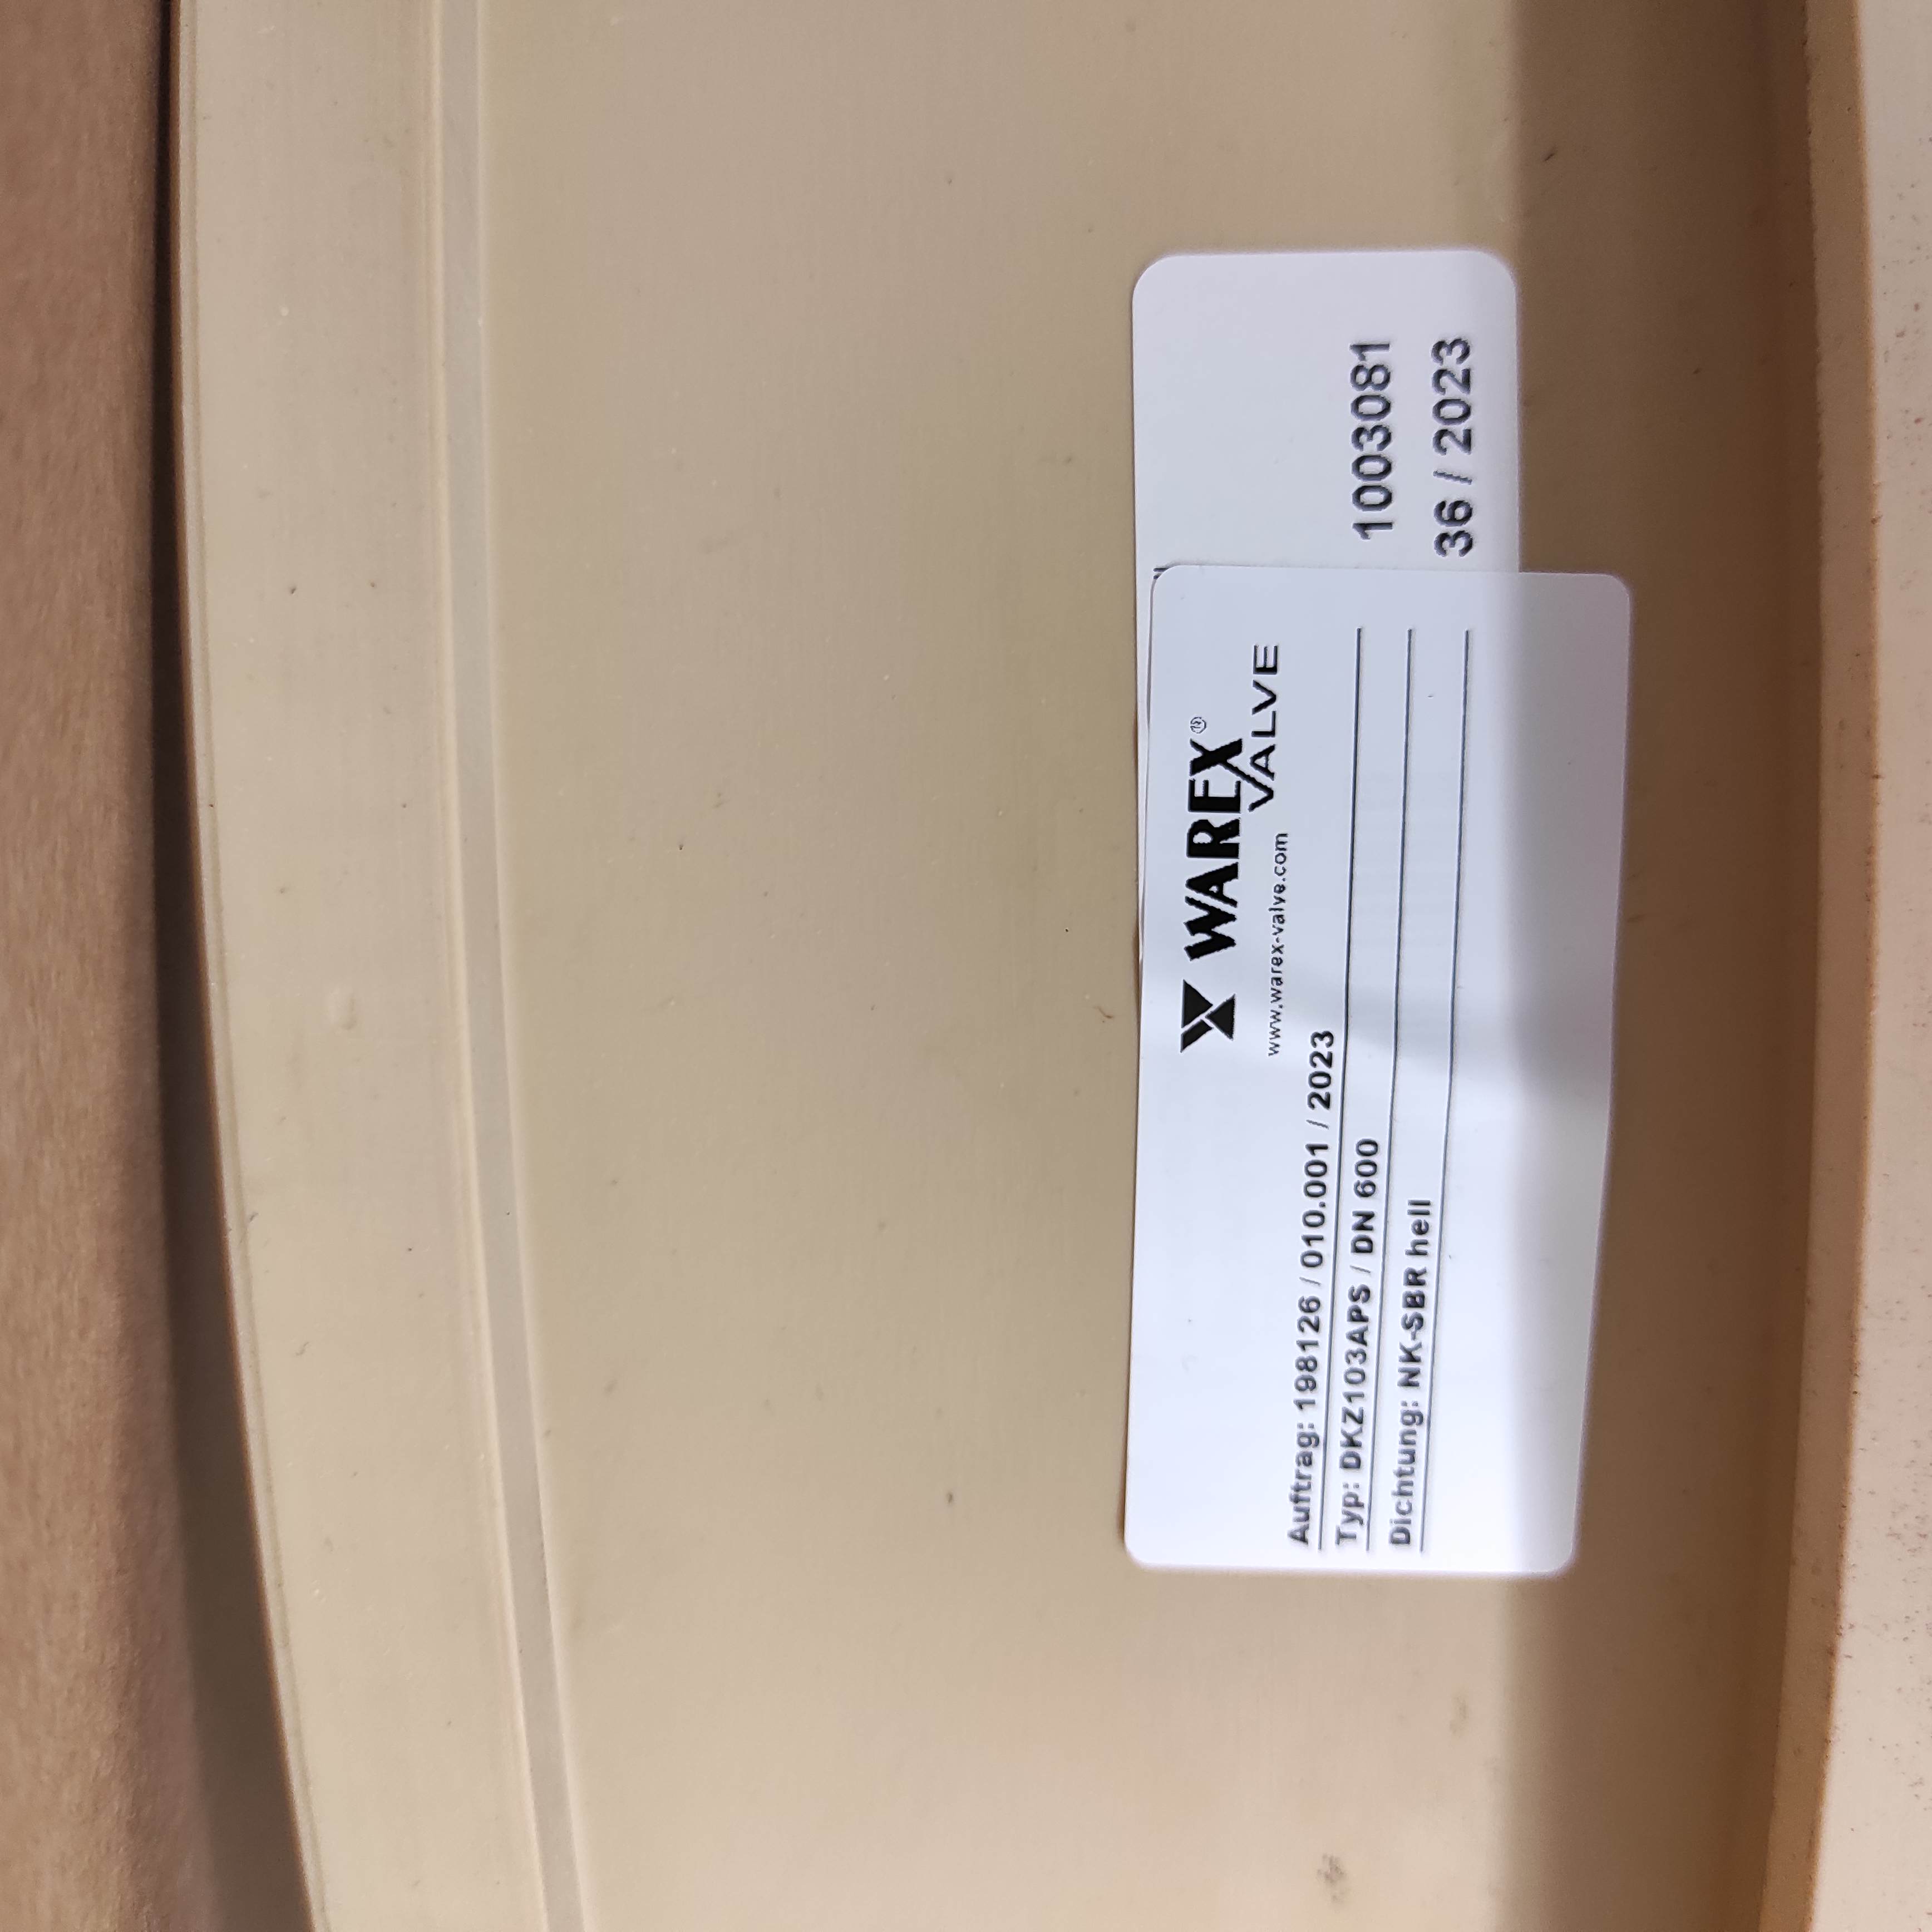 WAREX®
VALVE
www.warex-valve.com
Auftrag: 198126 / 010.001 / 2023
Typ: DKZ103APS / DN 600
Dichtung: NK-SBR hell
1003081
36 / 2023